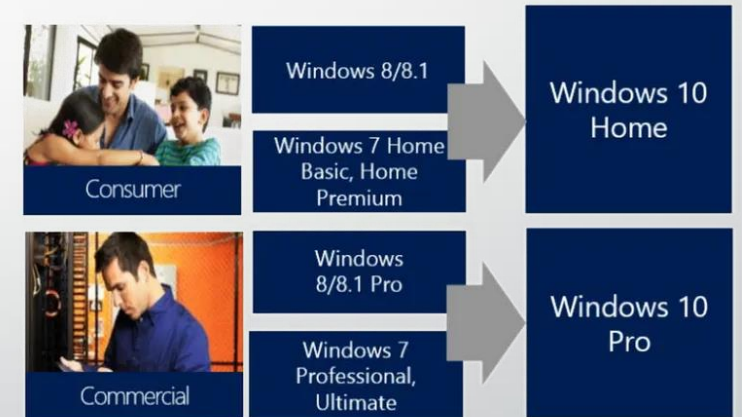 Consumer
Windows 8/8.1
Windows 7 Home
Basic, Home
Premium
Windows 10
Home
Commercial
Windows
8/8.1 Pro
Windows 7
Professional,
Ultimate
Windows 10
Pro